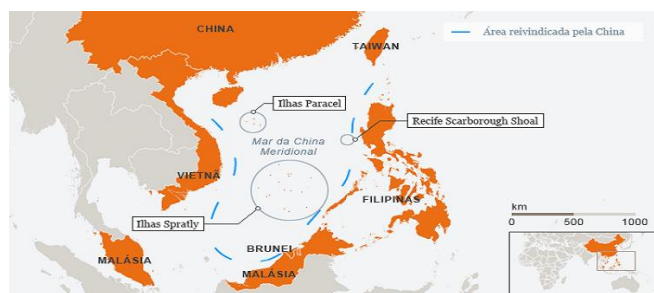 CHINA
TAIWAN
Área reivindicada pela China
Ilhas Paracel
Recife Scarborough Shoal
Mar da China
Meridional
VIETNÃ
FILIPINAS
Ilhas Spratly
km
0 500 1000
BRUNEI
MALÁSIA
MALÁSIA